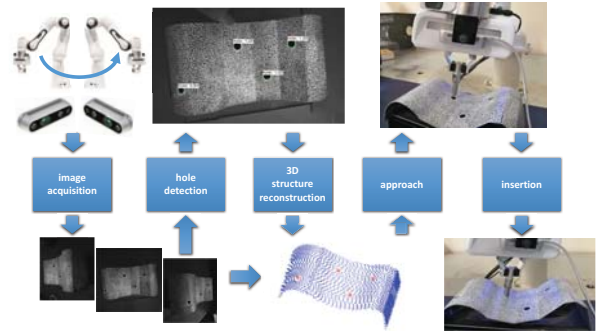 image
acquisition
hole
detection
3D
structure
reconstruction
approach
insertion